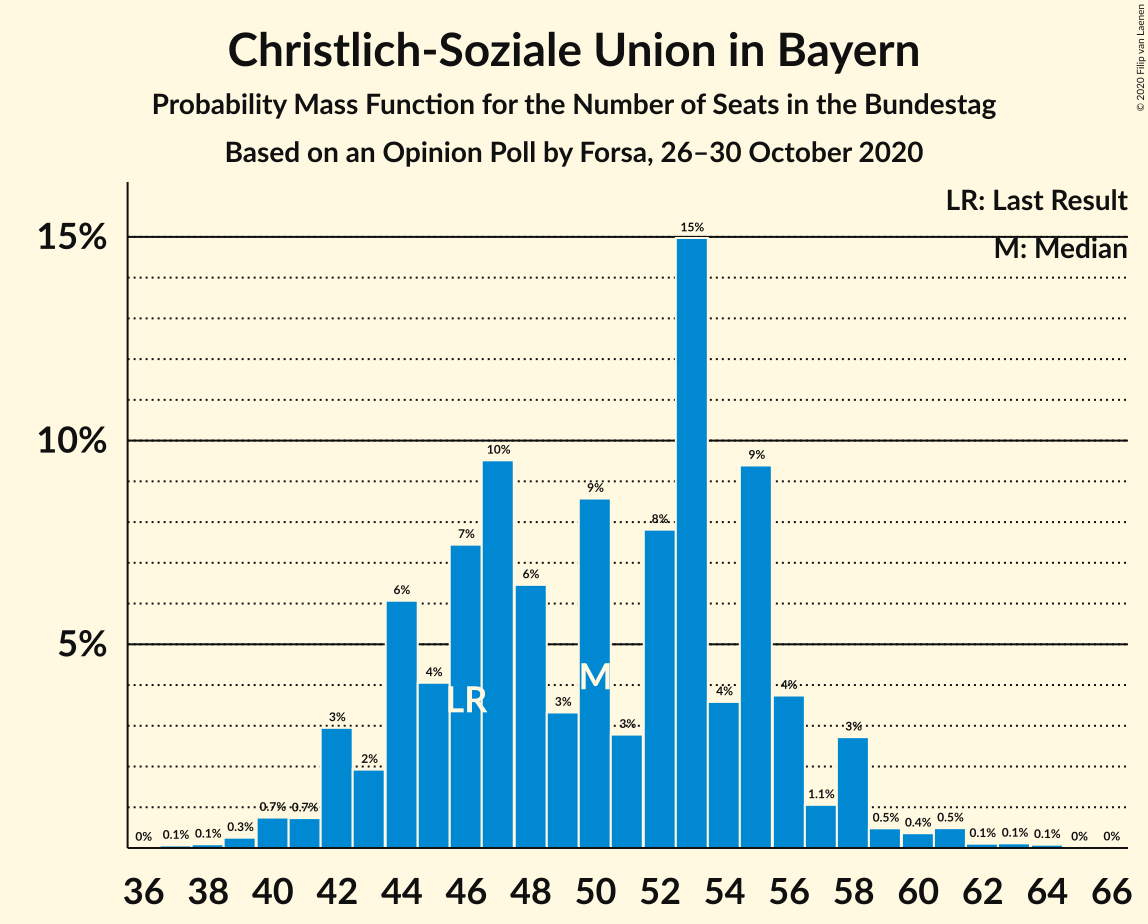 Christlich-Soziale Union in Bayern
Probability Mass Function for the Number of Seats in the Bundestag
Based on an Opinion Poll by Forsa, 26–30 October 2020
© 2020 Filip van Laenen
LR: Last Result
M: Median
15%
10%
5%
0% 0.1% 0.1% 0.3% 0.7% 0.7% 3% 2% 6% 4% 7% 10% 6% 3% 9% 3% 8% 15% 4% 9% 4% 1.1% 3% 0.5% 0.4% 0.5% 0.1% 0.1% 0.1% 0% 0%
LR M
36 38 40 42 44 46 48 50 52 54 56 58 60 62 64 66